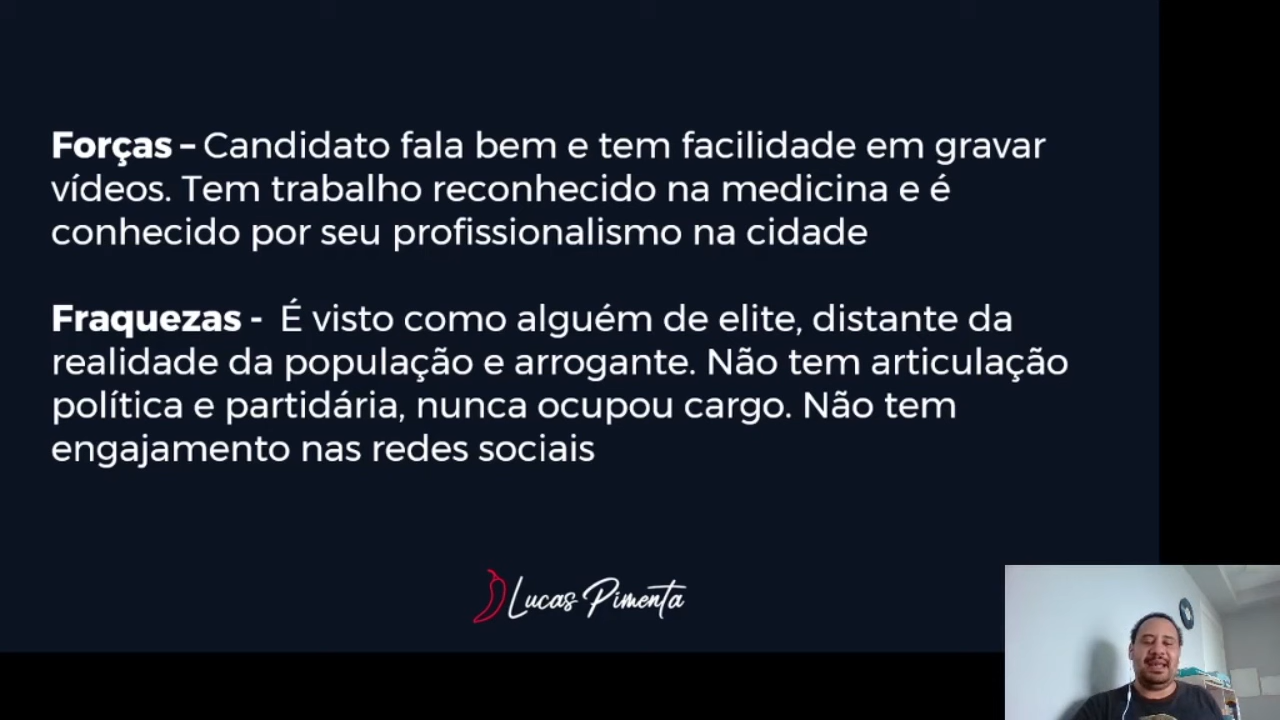 Forças – Candidato fala bem e tem facilidade em gravar
vídeos. Tem trabalho reconhecido na medicina e é
conhecido por seu profissionalismo na cidade
Fraquezas -  É visto como alguém de elite, distante da
realidade da população e arrogante. Não tem articulação
política e partidária, nunca ocupou cargo. Não tem
engajamento nas redes sociais
Lucas Pimenta